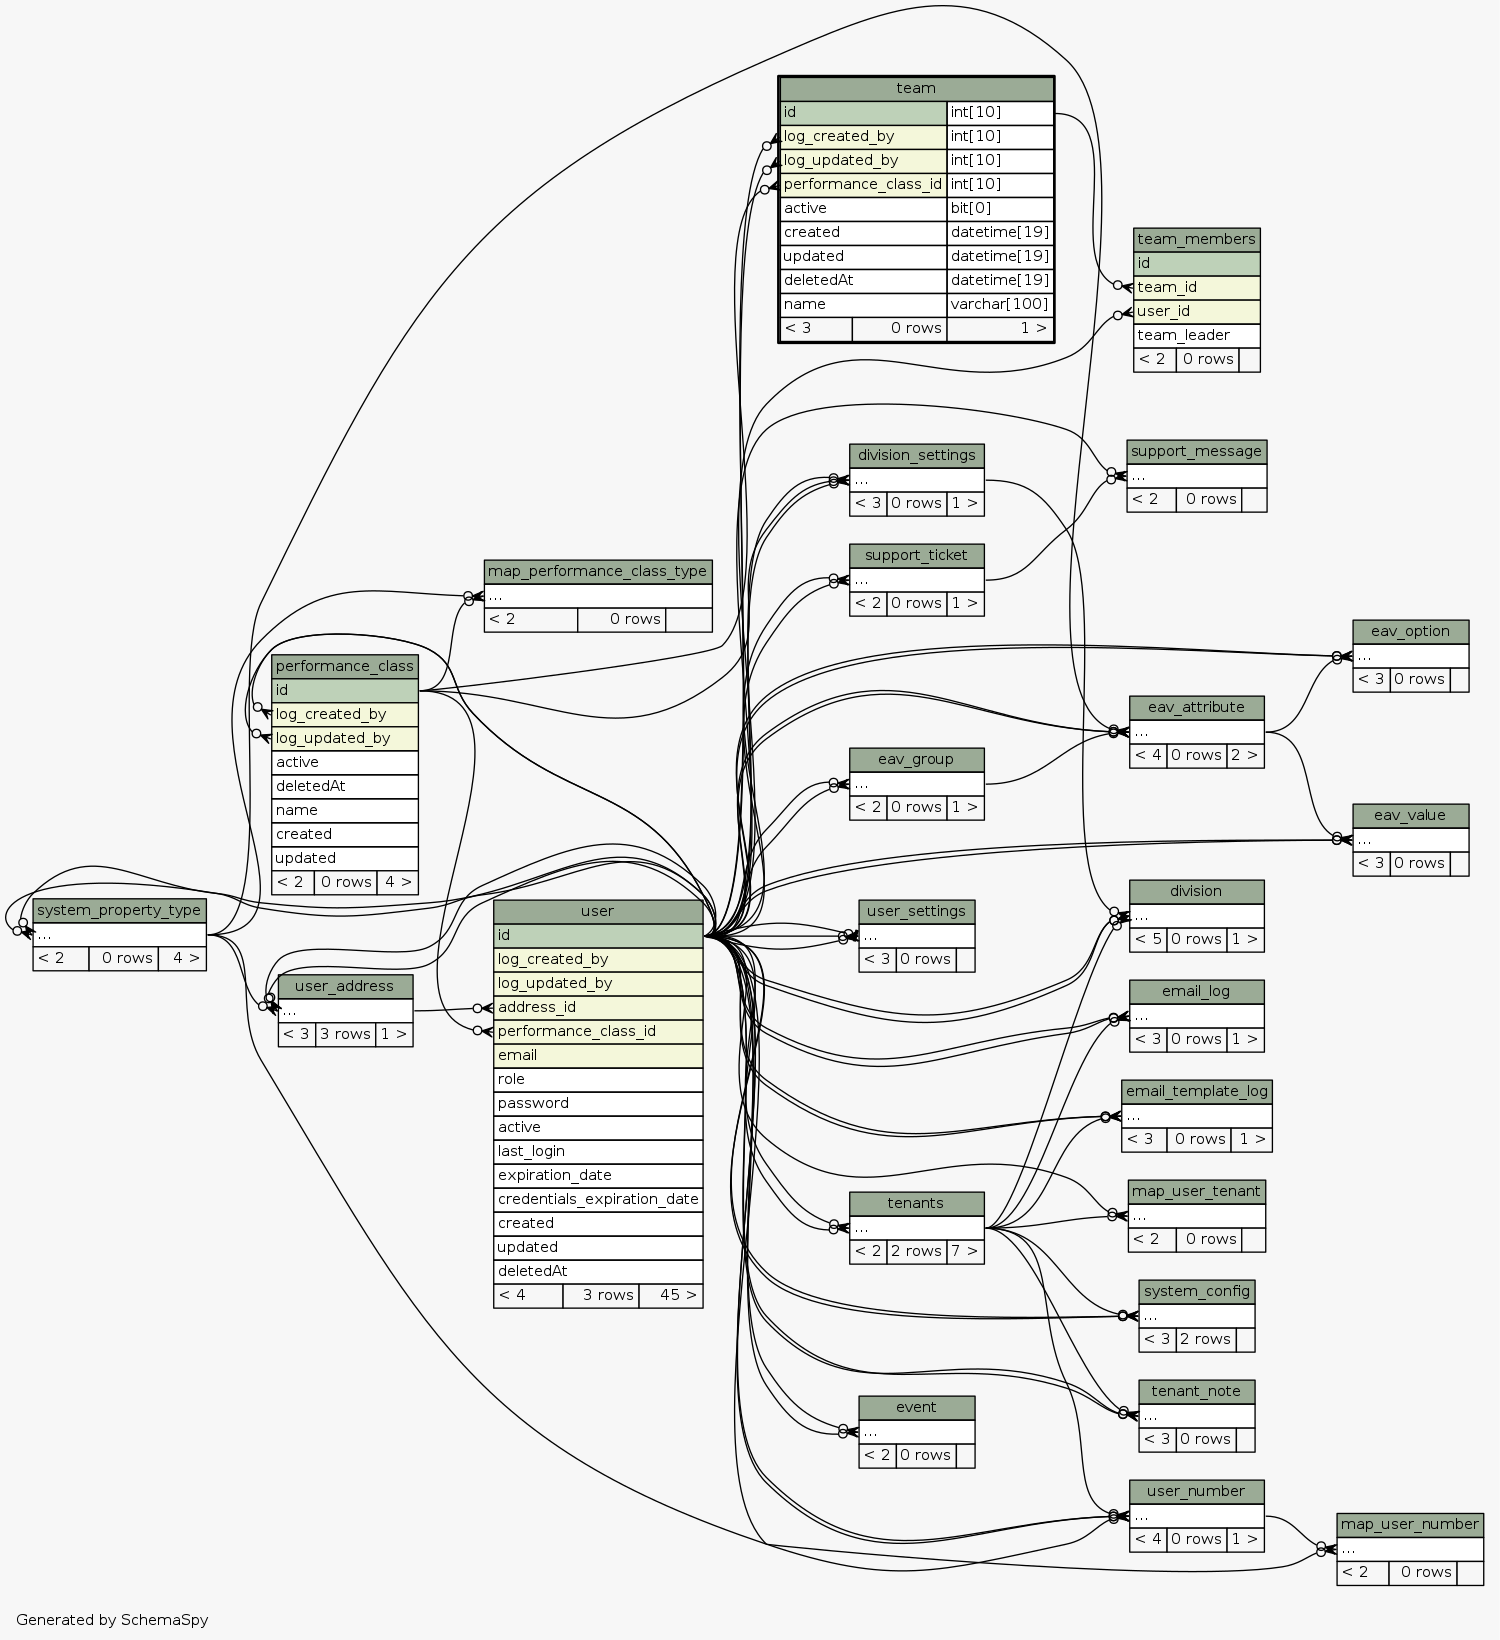 team
id int[10]
log_created_by int[10]
log_updated_by int[10]
performance_class_id int[10]
active bit[0]
created datetime[19]
updated datetime[19]
deletedAt datetime[19]
name varchar[100]
< 3 0 rows 1 >
team_members
id
team_id
user_id
team_leader
< 2 0 rows
division_settings
...
< 3 0 rows 1 >
support_message
...
< 2 0 rows
support_ticket
...
< 2 0 rows 1 >
map_performance_class_type
...
< 2 0 rows
eav_option
...
< 3 0 rows
performance_class
id
log_created_by
log_updated_by
active
deletedAt
name
created
updated
< 2 0 rows 4 >
eav_attribute
...
< 4 0 rows 2 >
eav_group
...
< 2 0 rows 1 >
eav_value
...
< 3 0 rows
system_property_type
...
< 2 0 rows 4 >
user_address
...
< 3 3 rows 1 >
user
id
log_created_by
log_updated_by
address_id
performance_class_id
email
role
password
active
last_login
expiration_date
credentials_expiration_date
created
updated
deletedAt
< 4 3 rows 45 >
user_settings
...
< 3 0 rows
division
...
< 5 0 rows 1 >
email_log
...
< 3 0 rows 1 >
email_template_log
...
< 3 0 rows 1 >
tenants
...
< 2 2 rows 7 >
map_user_tenant
...
< 2 0 rows
system_config
...
< 3 2 rows
tenant_note
...
< 3 0 rows
event
...
< 2 0 rows
user_number
...
< 4 0 rows 1 >
map_user_number
...
< 2 0 rows
Generated by SchemaSpy